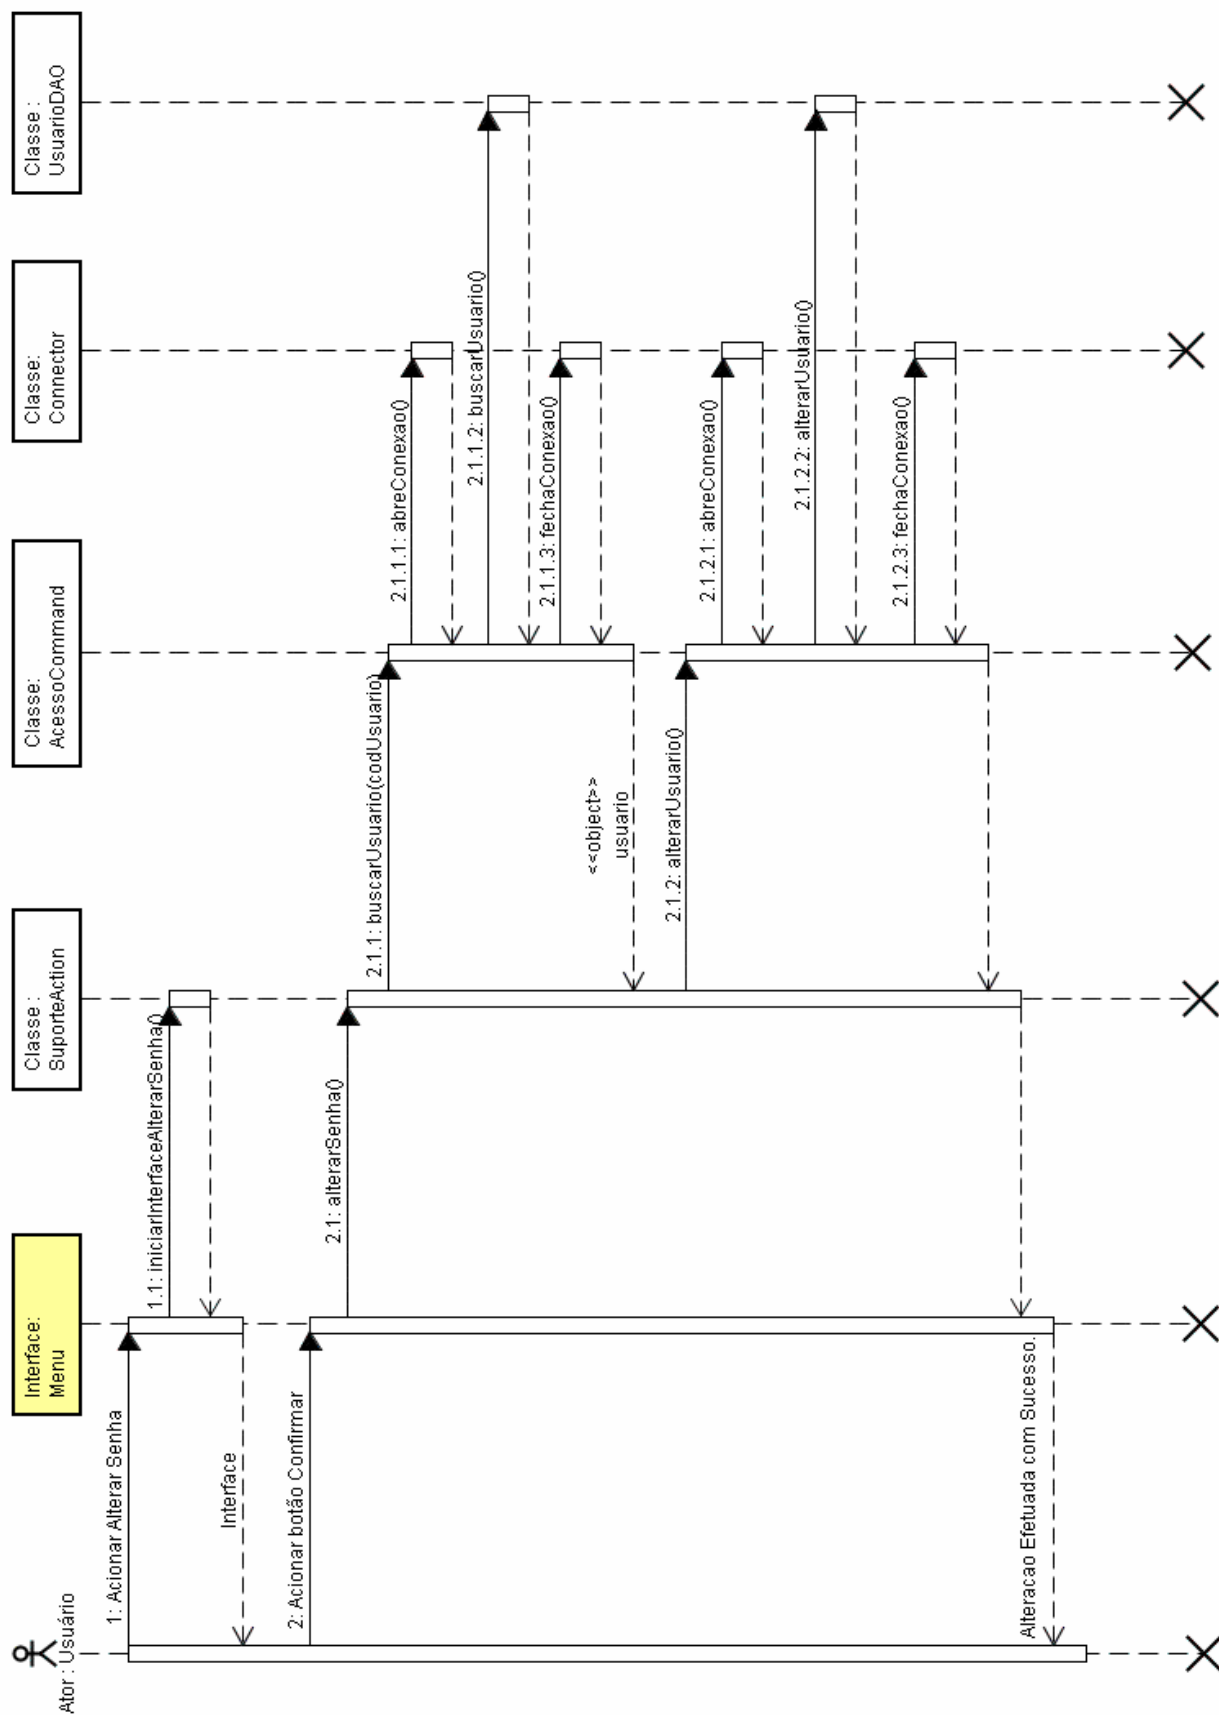 Ator : Usuário
Interface:
Menu
Classe :
SuporteAction
Classe:
AcessoCommand
Classe:
Connector
Classe :
UsuarioDAO
1: Acionar Alterar Senha
1.1: iniciarInterfaceAlterarSenha()
Interface
2: Acionar botão Confirmar
2.1: alterarSenha()
2.1.1: buscarUsuario(codUsuario)
2.1.1.1: abreConexao()
2.1.1.2: buscarUsuario()
2.1.1.3: fechaConexao()
<<object>>
usuario
2.1.2: alterarUsuario()
2.1.2.1: abreConexao()
2.1.2.2: alterarUsuario()
2.1.2.3: fechaConexao()
Alteracao Efetuada com Sucesso.